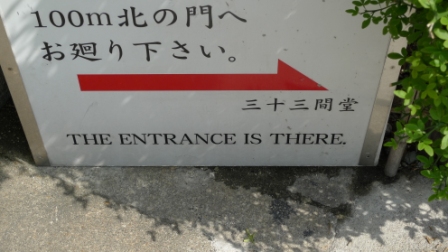 100m北の門へ
お廻り下さい。
三十三間堂
THE ENTRANCE IS THERE.